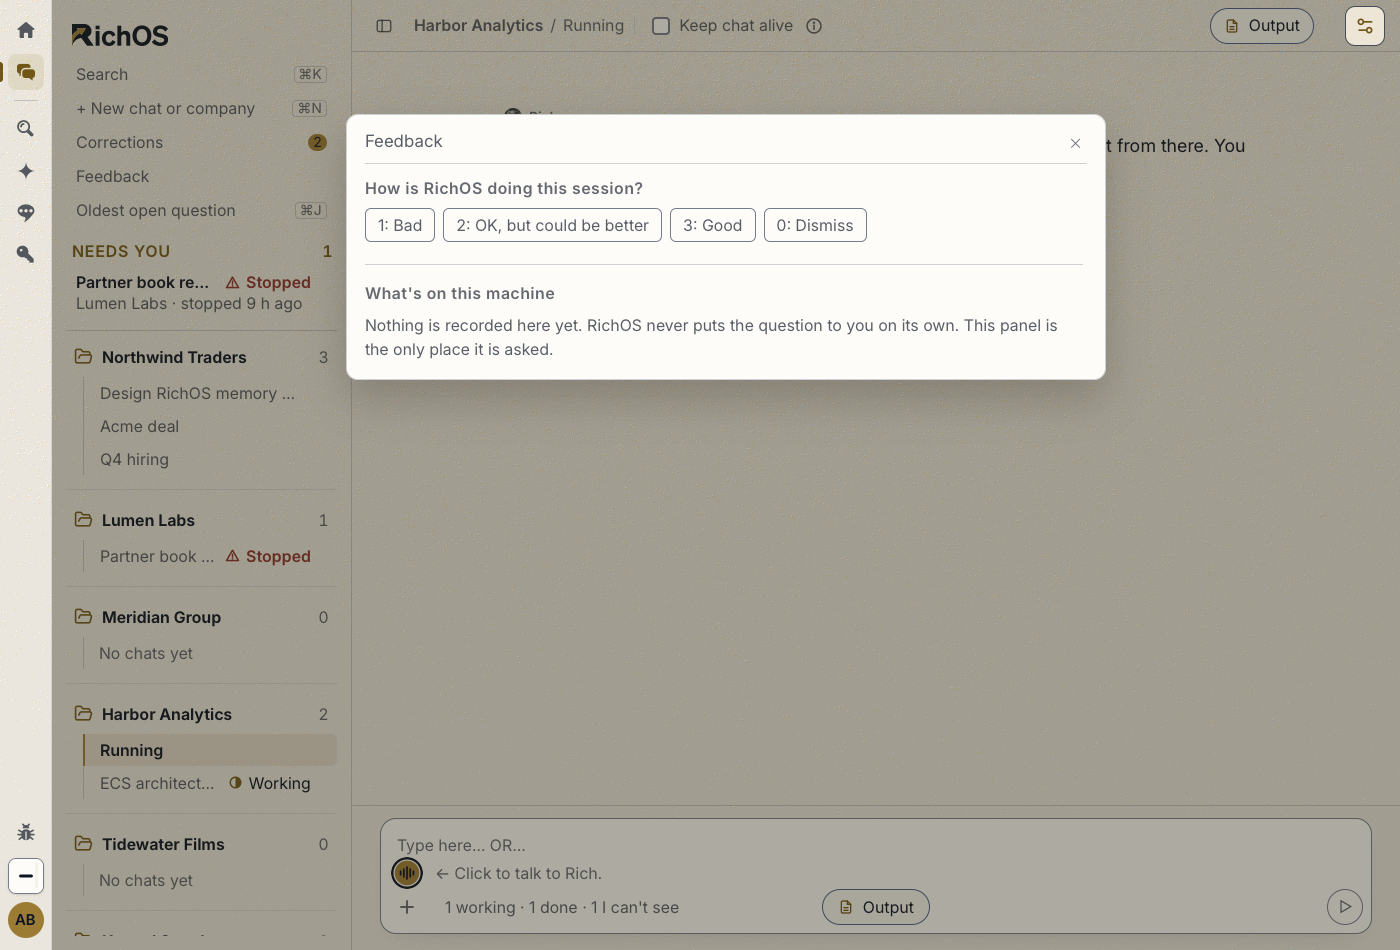 RichOS
Search ⌘K
+ New chat or company ⌘N
Corrections 2
Feedback
Oldest open question ⌘J
NEEDS YOU 1
Partner book re... Stopped
Lumen Labs · stopped 9 h ago
Northwind Traders 3
Design RichOS memory ...
Acme deal
Q4 hiring
Lumen Labs 1
Partner book ... Stopped
Meridian Group 0
No chats yet
Harbor Analytics 2
Running
ECS architect... Working
Tidewater Films 0
No chats yet
AB
Harbor Analytics / Running
Keep chat alive
Output
t from there. You
Feedback
How is RichOS doing this session?
1: Bad
2: OK, but could be better
3: Good
0: Dismiss
What's on this machine
Nothing is recorded here yet. RichOS never puts the question to you on its own. This panel is
the only place it is asked.
Type here... OR...
← Click to talk to Rich.
1 working · 1 done · 1 I can't see
Output